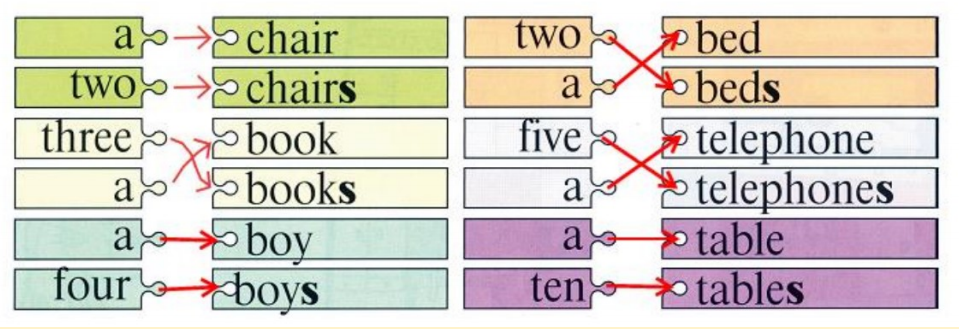 a chair
two chairs
three book
a books
a boy
four boys
two bed
a beds
five telephone
a telephones
a table
ten tables